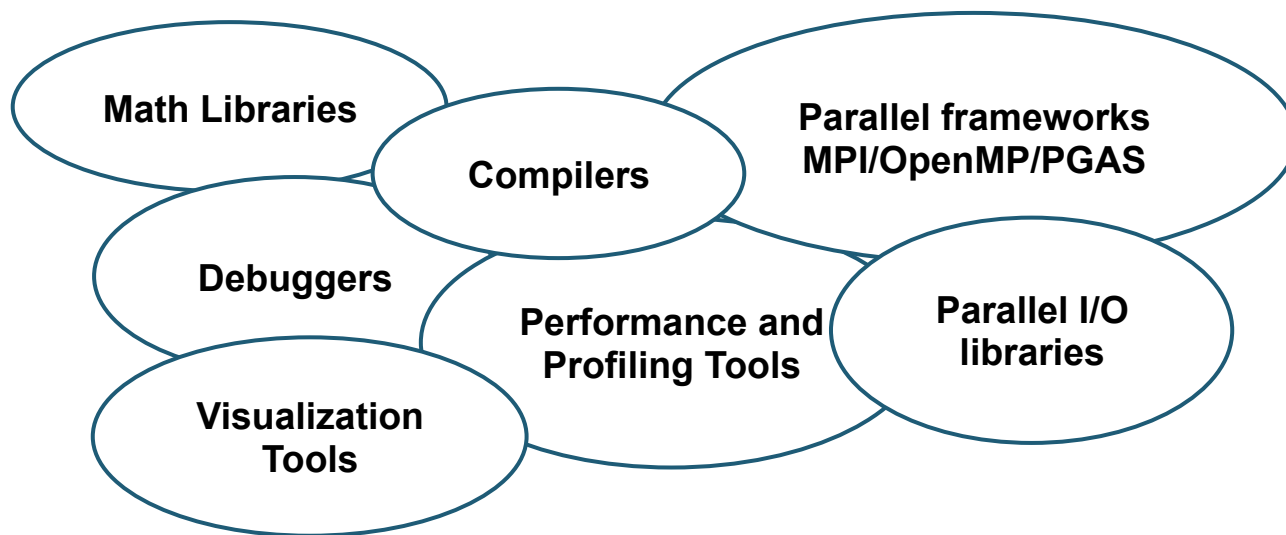 Math Libraries
Parallel frameworks
MPI/OpenMP/PGAS
Compilers
Debuggers
Performance and
Profiling Tools
Parallel I/O
libraries
Visualization
Tools